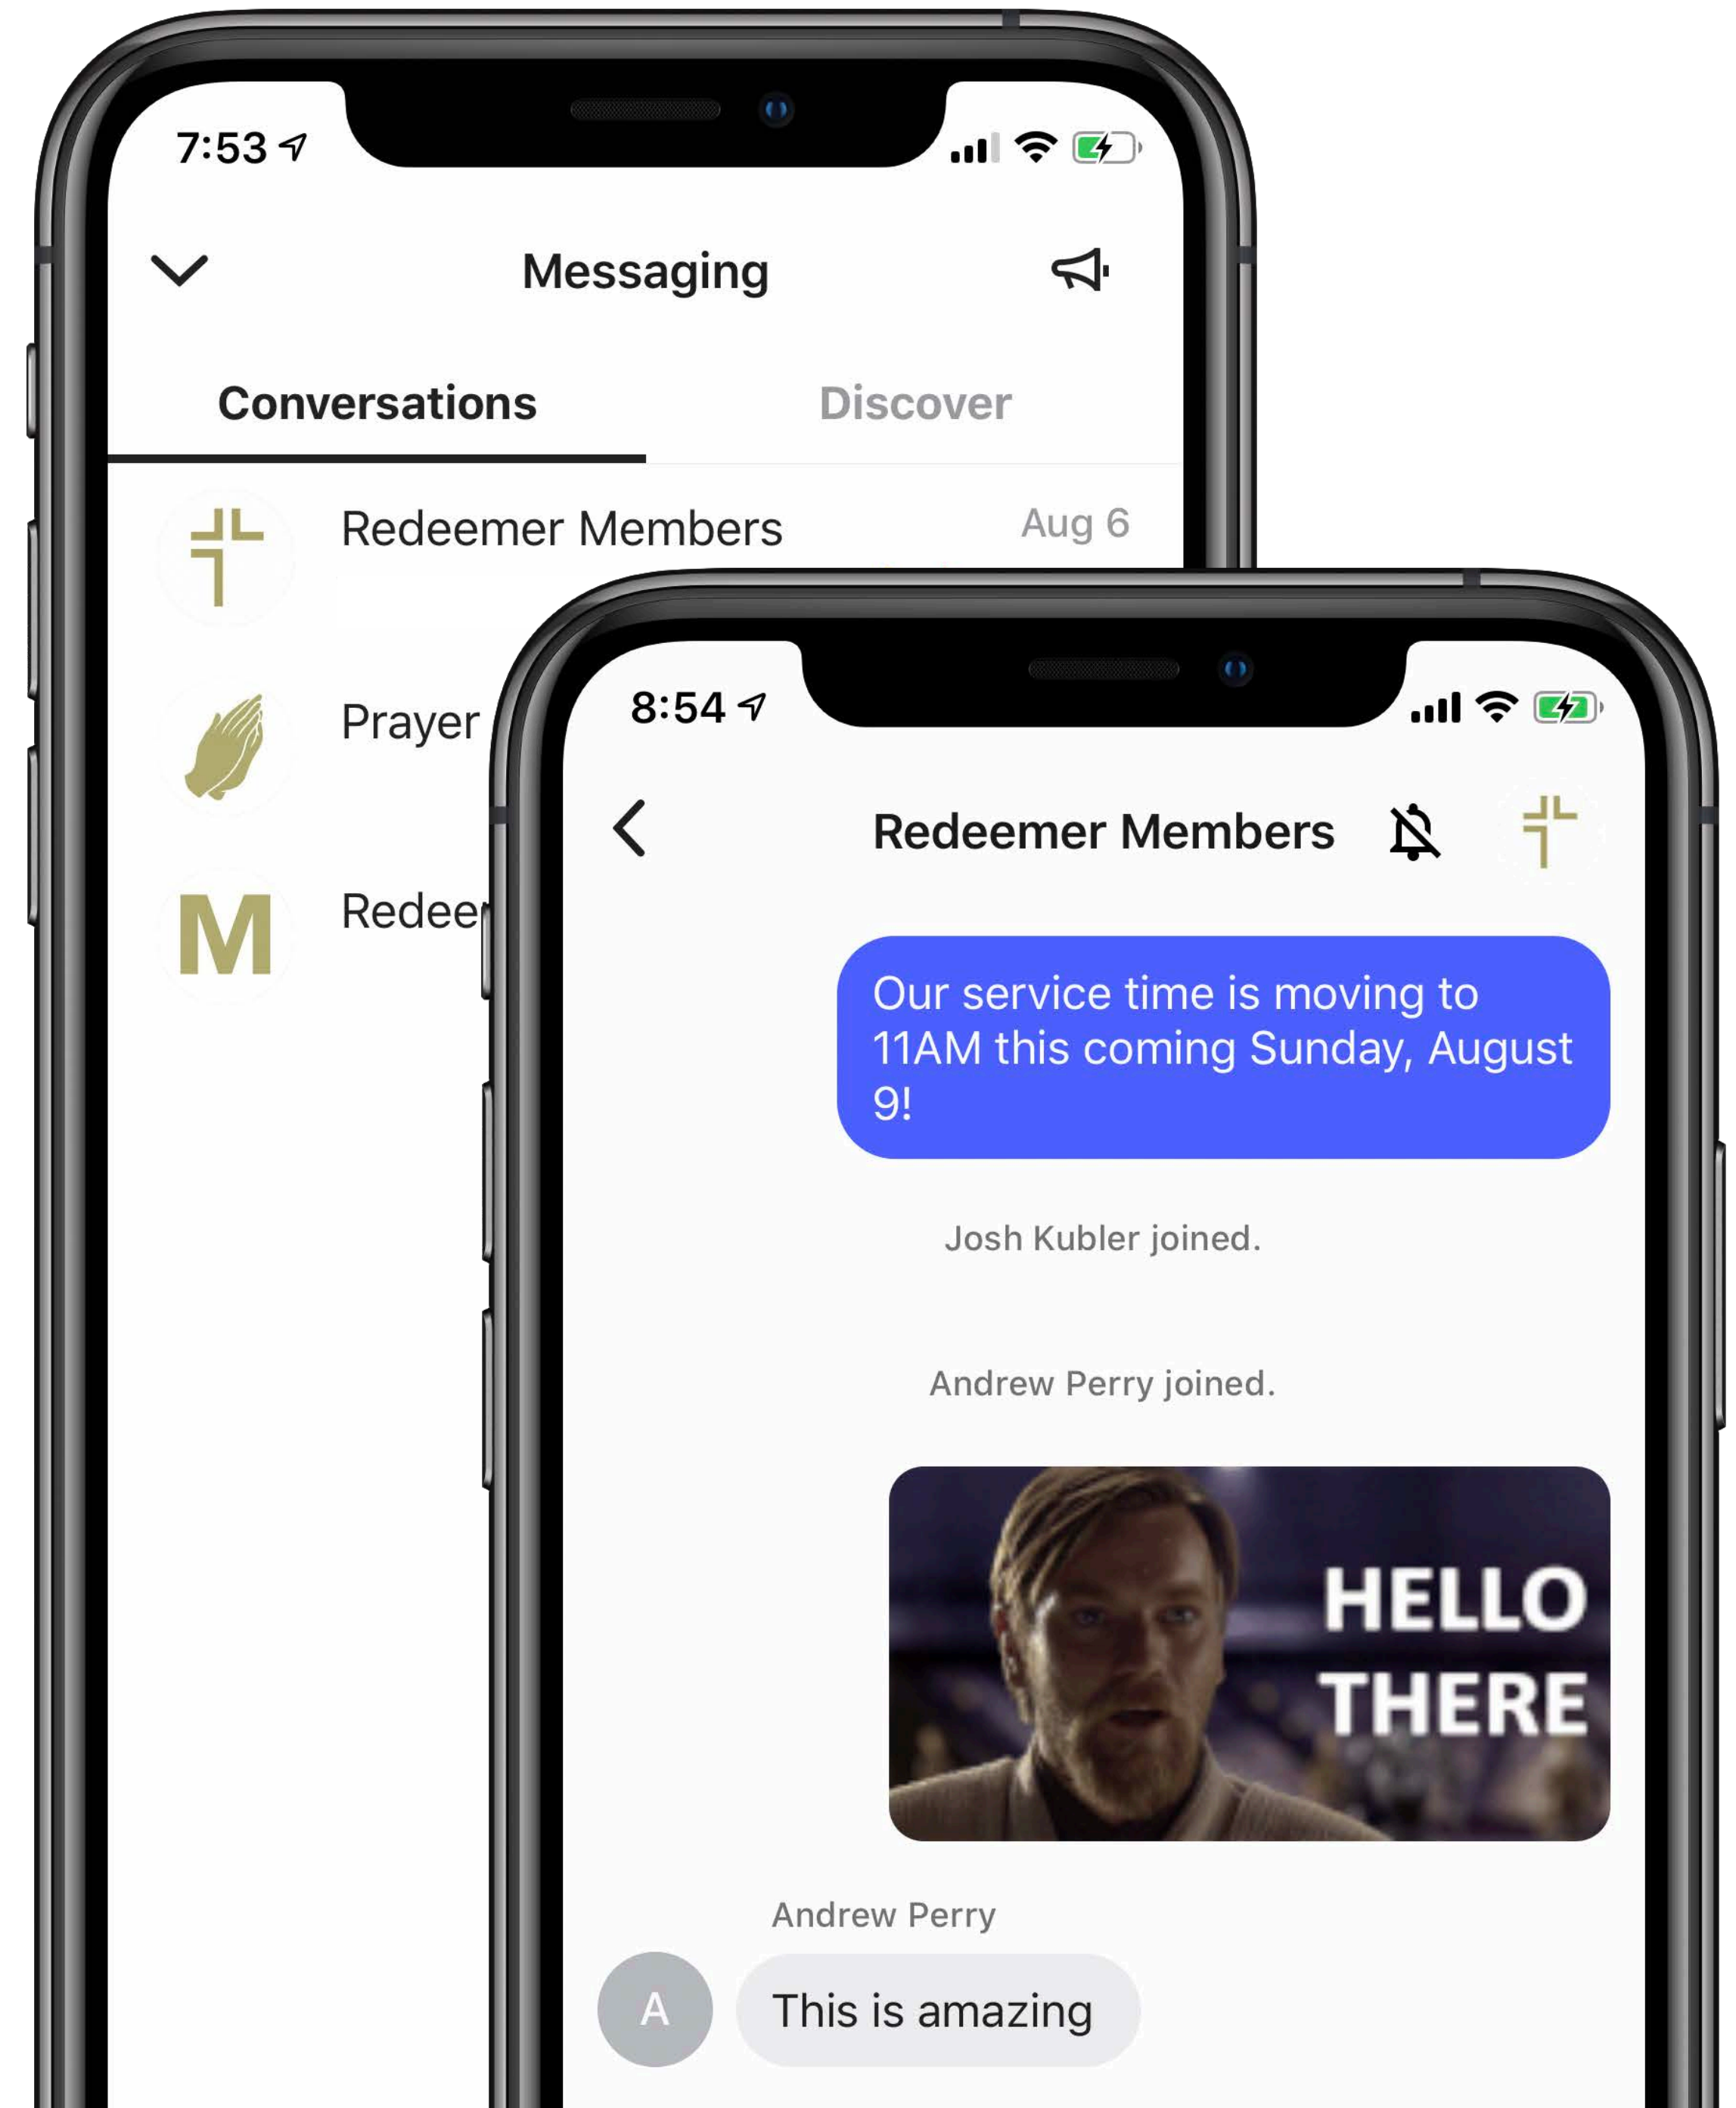 7:53
Messaging
Conversations
Discover
Redeemer Members
Aug 6
Prayer
M
8:54
Redeemer Members
Our service time is moving to
11AM this coming Sunday, August
9!
Josh Kubler joined.
Andrew Perry joined.
HELLO
THERE
Andrew Perry
A
This is amazing